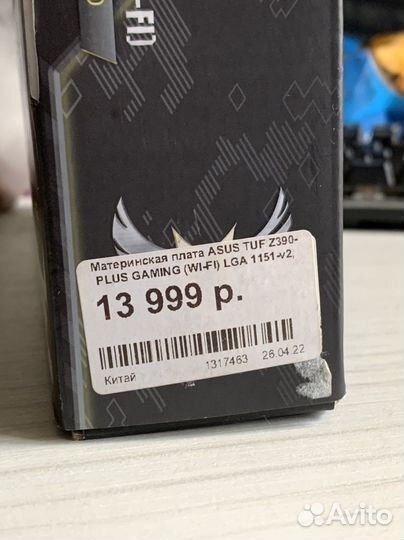 -FI)
Материнская плата ASUS TUF Z390-
PLUS GAMING (WI-FI) LGA 1151-v2,
13 999 р.
1317463 26.04.22
Китай
Avito